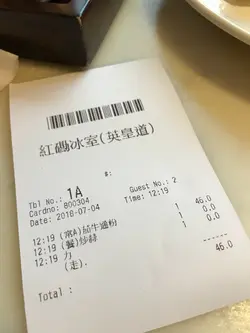 紅磡冰室(英皇道)
#:
Tbl No.: 1A Guest No.: 2
Cardno: 800304 Time: 12:19
Date: 2018-07-04
12:19 (常A)茄牛通粉 1 46.0
12:19 (餐)炒蛋 1 0.0
12:19 力 1 0.0
(走).
------
Total : 46.0